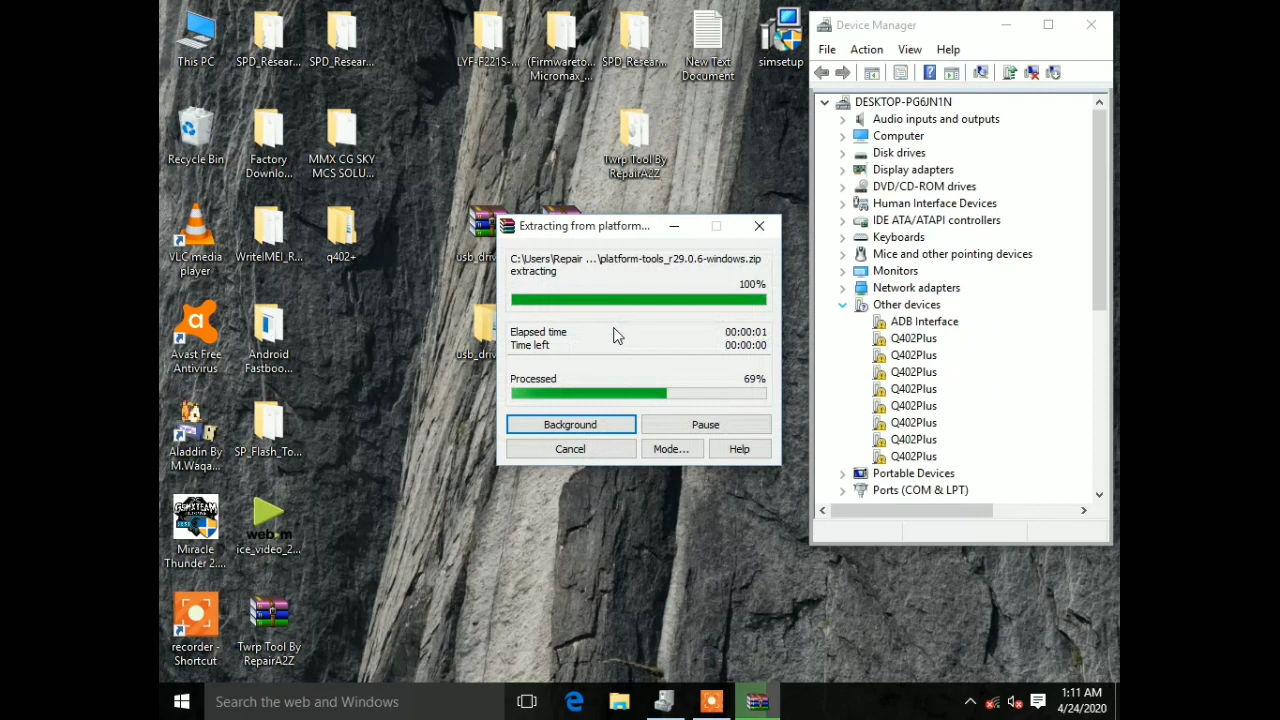 This PC
SPD_Resear...
SPD_Resear...
LYF-F221S-...
(Firmwareto...
Micromax_...
SPD_Resear...
New Text
Document
simsetup
Recycle Bin
Factory
Downlo...
MMX CG SKY
MCS SOLU...
Twrp Tool By
RepairA2Z
VLC media
player
WriteIMEI_R...
q402+
usb_dri
Avast Free
Antivirus
Android
Fastboo...
usb_driv
Aladdin By
M.Waqa...
SP_Flash_To...
Miracle
Thunder 2....
webm
ice_video_2...
recorder -
Shortcut
Twrp Tool By
RepairA2Z
Extracting from platform...
C:\Users\Repair ...\platform-tools_r29.0.6-windows.zip
extracting
100%
Elapsed time 00:00:01
Time left 00:00:00
Processed 69%
Background Pause
Cancel Mode... Help
Device Manager
File Action View Help
DESKTOP-PG6JN1N
Audio inputs and outputs
Computer
Disk drives
Display adapters
DVD/CD-ROM drives
Human Interface Devices
IDE ATA/ATAPI controllers
Keyboards
Mice and other pointing devices
Monitors
Network adapters
Other devices
ADB Interface
Q402Plus
Q402Plus
Q402Plus
Q402Plus
Q402Plus
Q402Plus
Q402Plus
Q402Plus
Portable Devices
Ports (COM & LPT)
Search the web and Windows
1:11 AM
4/24/2020